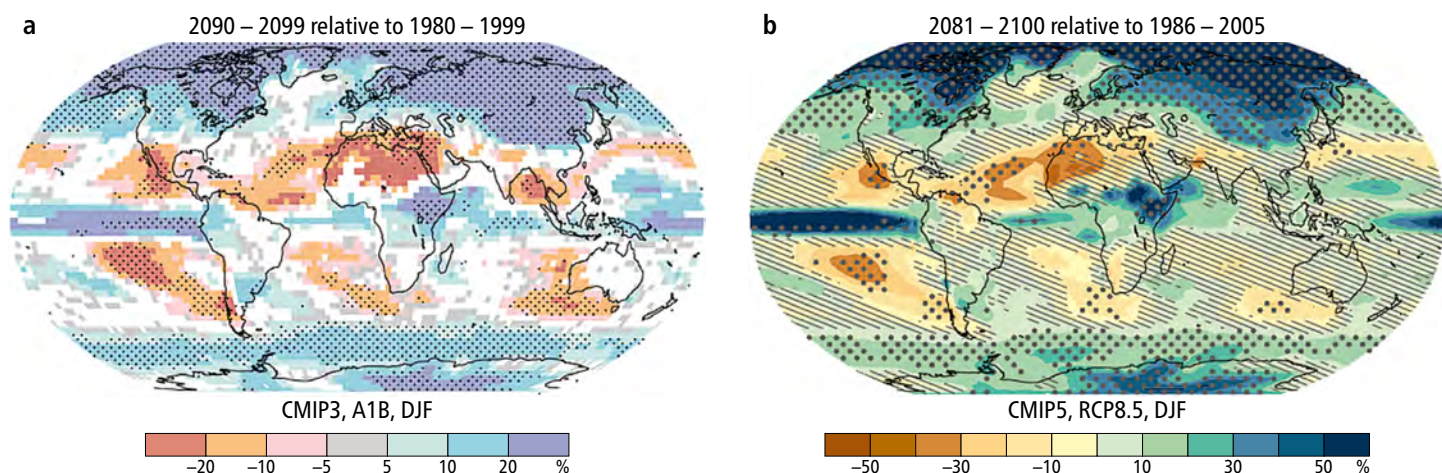 a
2090 – 2099 relative to 1980 – 1999
CMIP3, A1B, DJF
–20 –10 –5 5 10 20 %
b
2081 – 2100 relative to 1986 – 2005
CMIP5, RCP8.5, DJF
–50 –30 –10 10 30 50 %